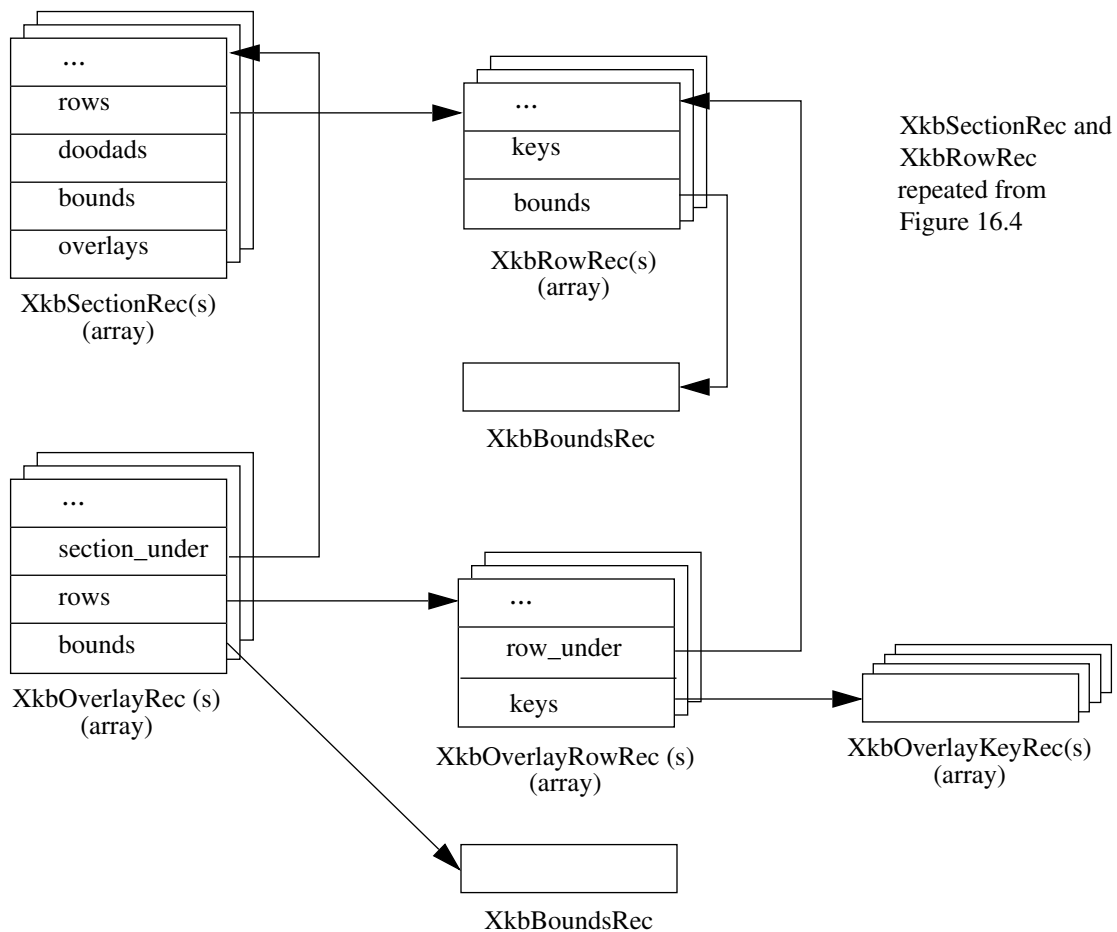 ...
rows
doodads
bounds
overlays
XkbSectionRec(s)
(array)
...
keys
bounds
XkbRowRec(s)
(array)
XkbSectionRec and
XkbRowRec
repeated from
Figure 16.4
XkbBoundsRec
...
section_under
rows
bounds
XkbOverlayRec (s)
(array)
...
row_under
keys
XkbOverlayRowRec (s)
(array)
XkbOverlayKeyRec(s)
(array)
XkbBoundsRec